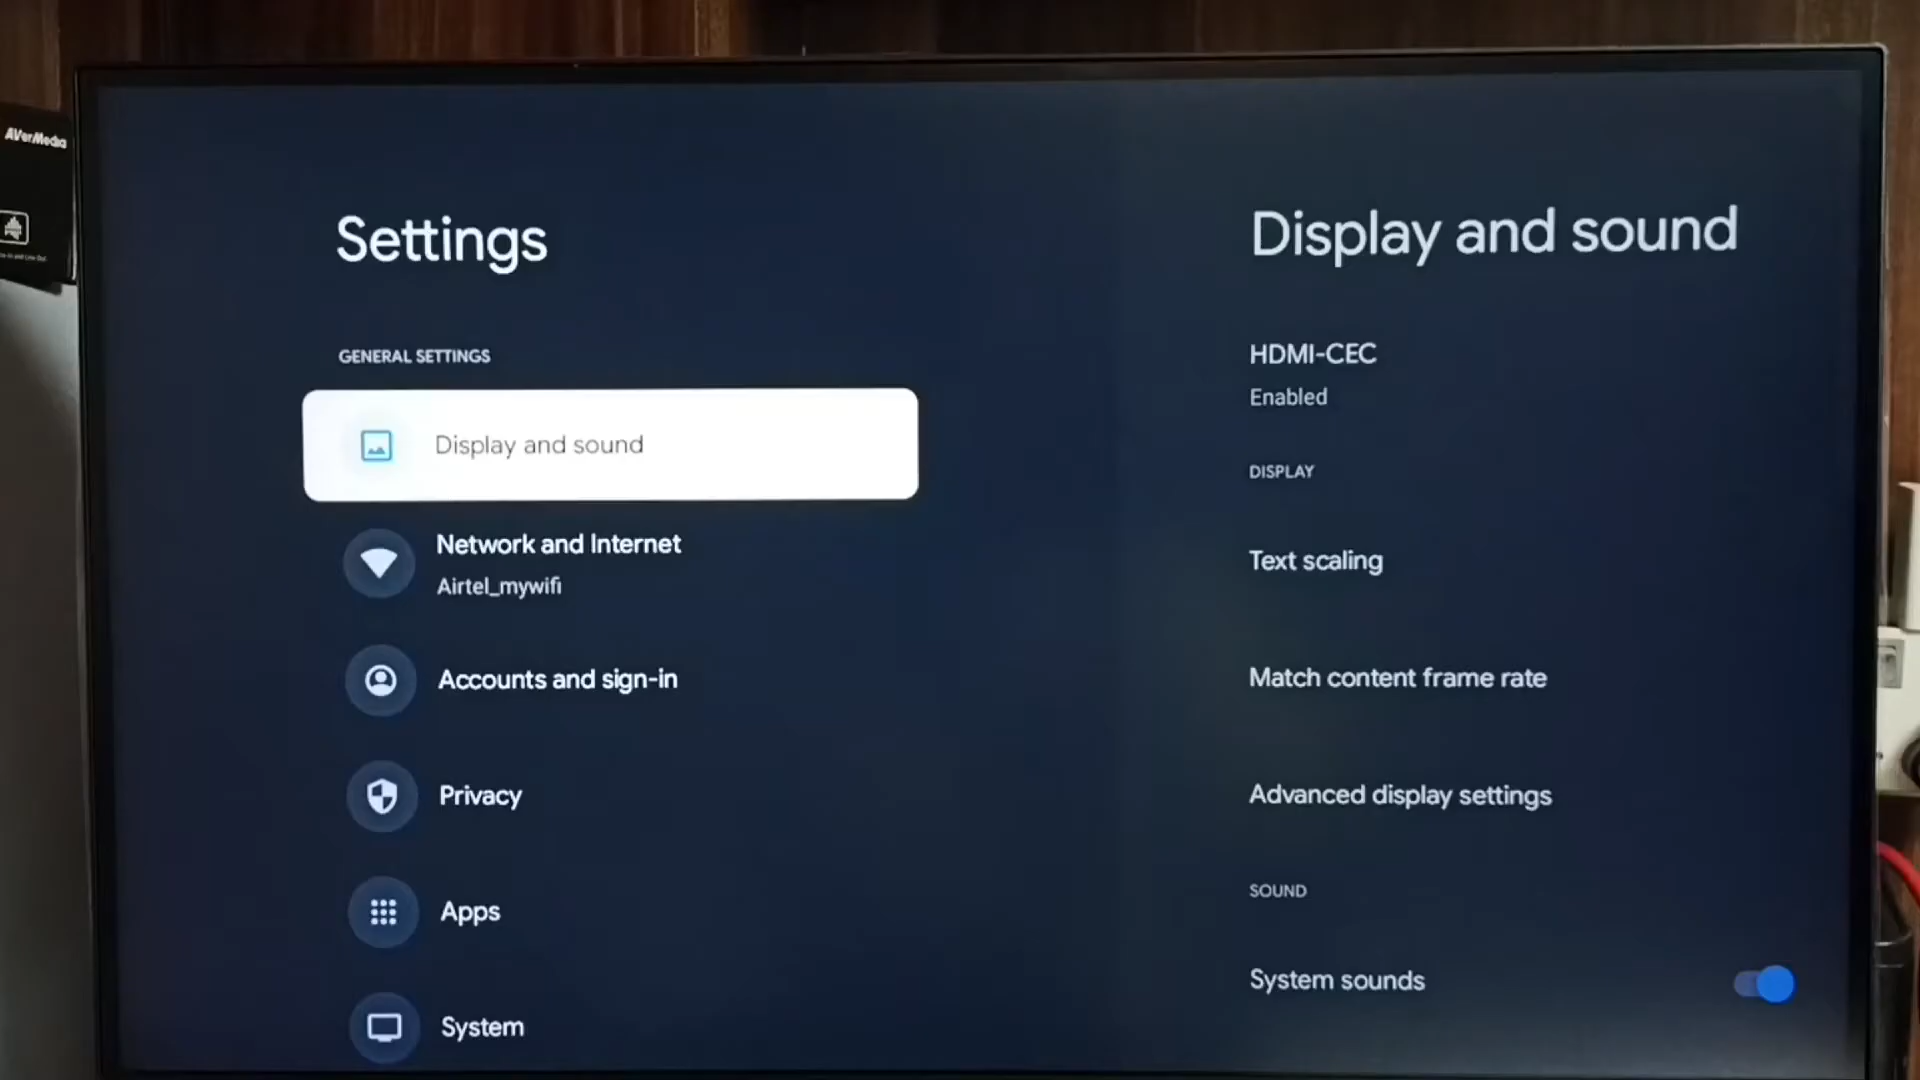 AVerMedia
Settings
GENERAL SETTINGS
Display and sound
Network and Internet
Airtel_mywifi
Accounts and sign-in
Privacy
Apps
System
Display and sound
HDMI-CEC
Enabled
DISPLAY
Text scaling
Match content frame rate
Advanced display settings
SOUND
System sounds